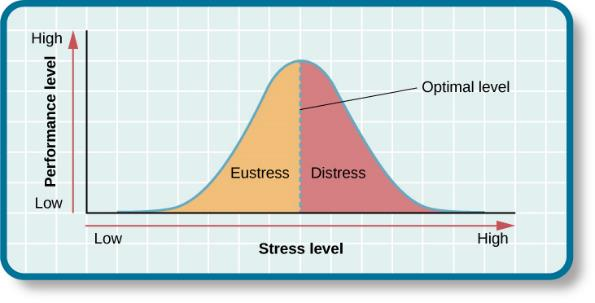 High
Performance level
Optimal level
Eustress
Distress
Low
Low
High
Stress level